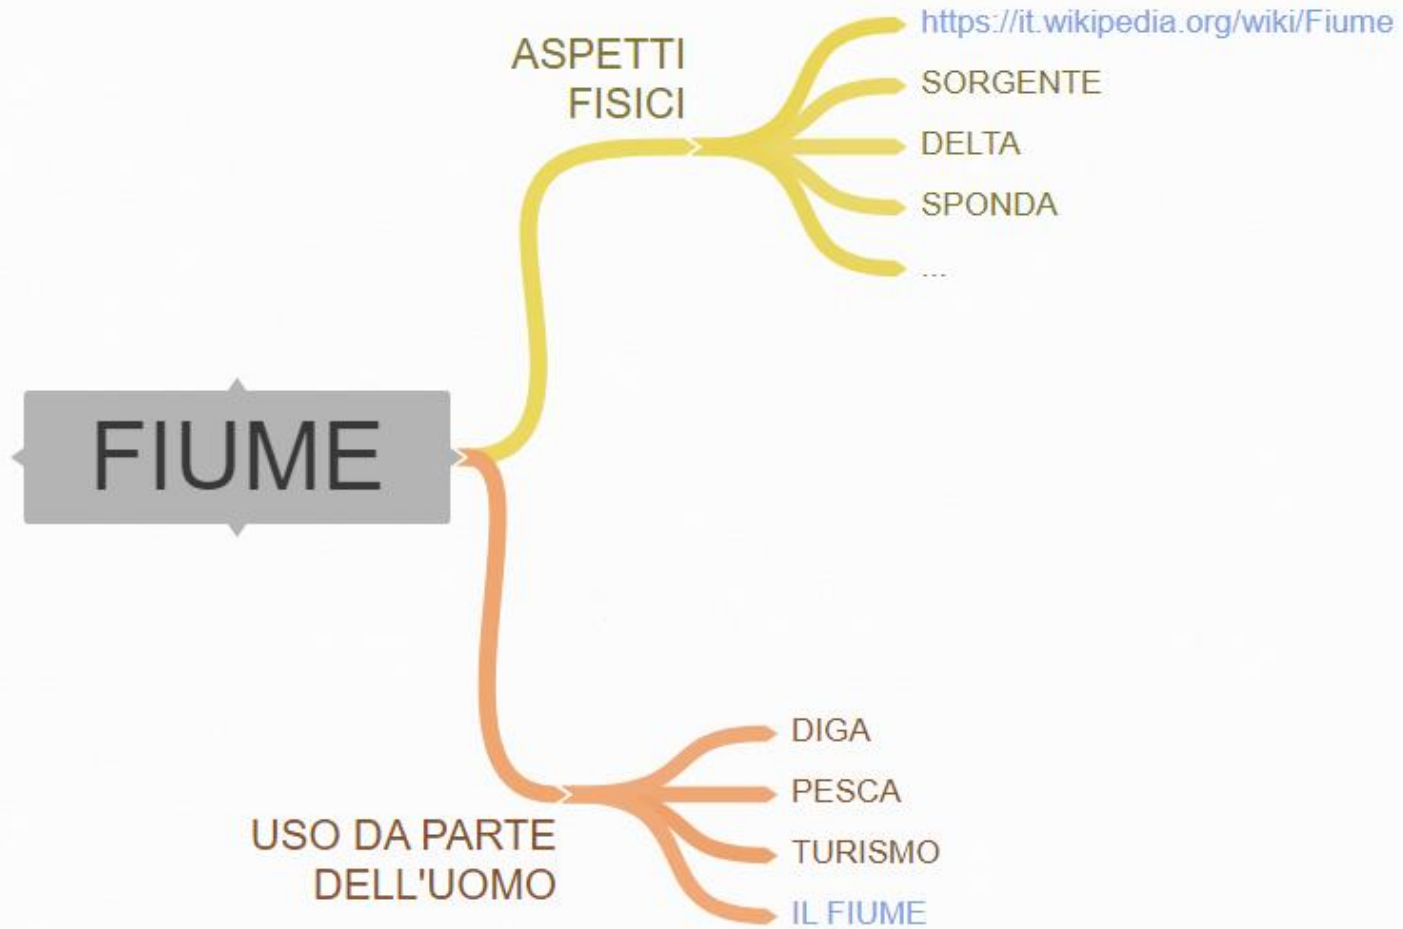 ASPETTI
FISICI
https://it.wikipedia.org/wiki/Fiume
SORGENTE
DELTA
SPONDA
...
FIUME
USO DA PARTE
DELL'UOMO
DIGA
PESCA
TURISMO
IL FIUME